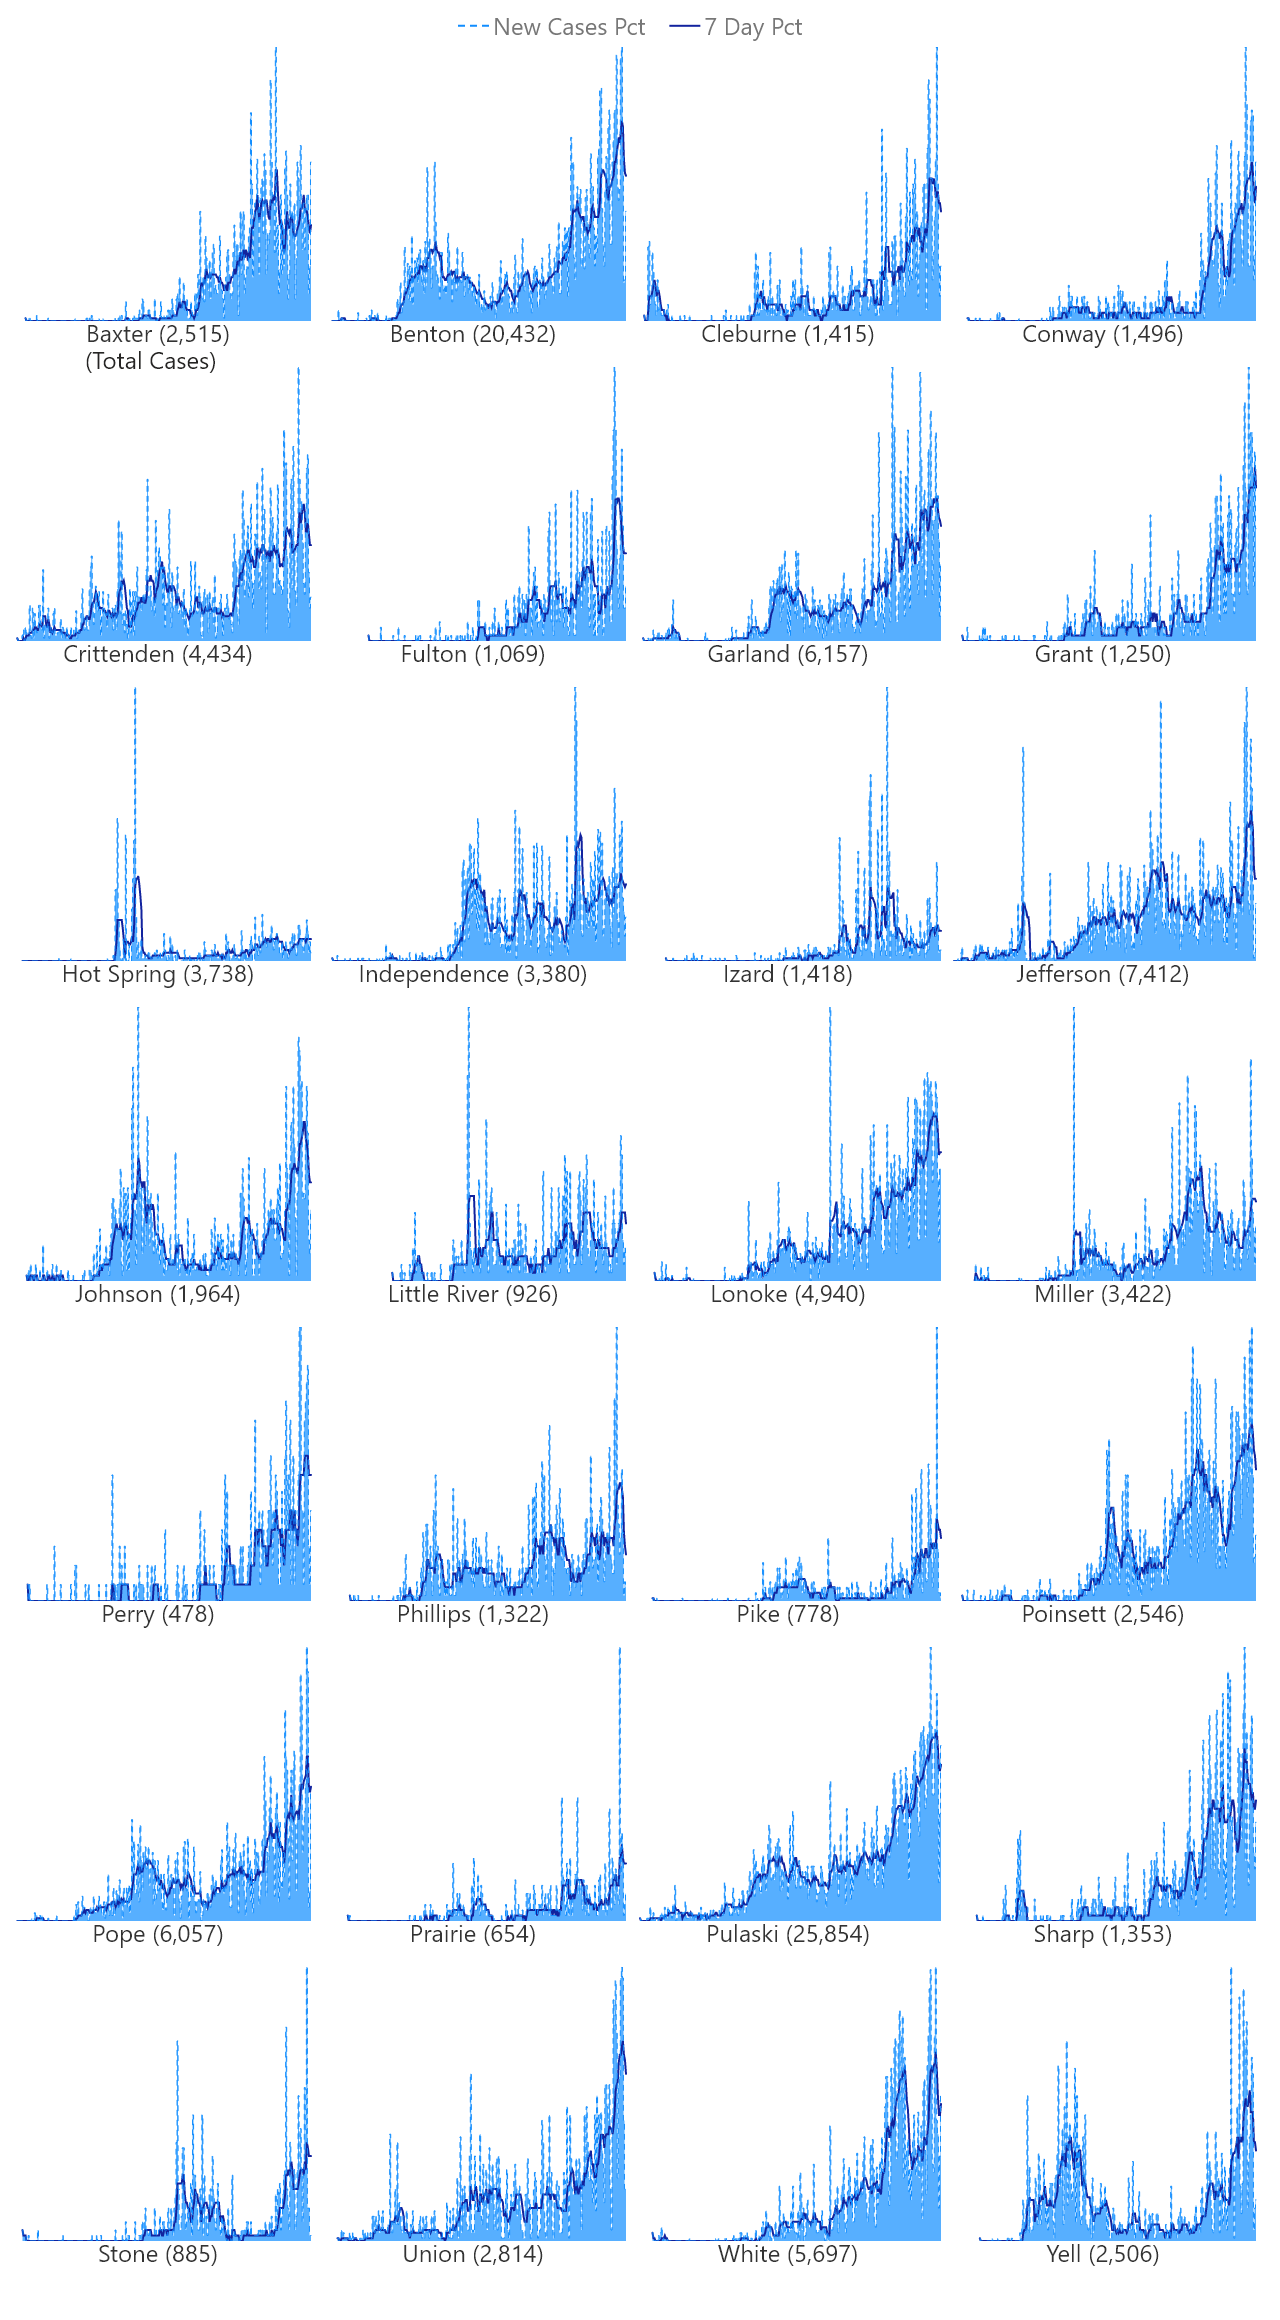 New Cases Pct 7 Day Pct
Baxter (2,515) Benton (20,432) Cleburne (1,415) Conway (1,496)
(Total Cases)
Crittenden (4,434) Fulton (1,069) Garland (6,157) Grant (1,250)
Hot Spring (3,738) Independence (3,380) Izard (1,418) Jefferson (7,412)
Johnson (1,964) Little River (926) Lonoke (4,940) Miller (3,422)
Perry (478) Phillips (1,322) Pike (778) Poinsett (2,546)
Pope (6,057) Prairie (654) Pulaski (25,854) Sharp (1,353)
Stone (885) Union (2,814) White (5,697) Yell (2,506)